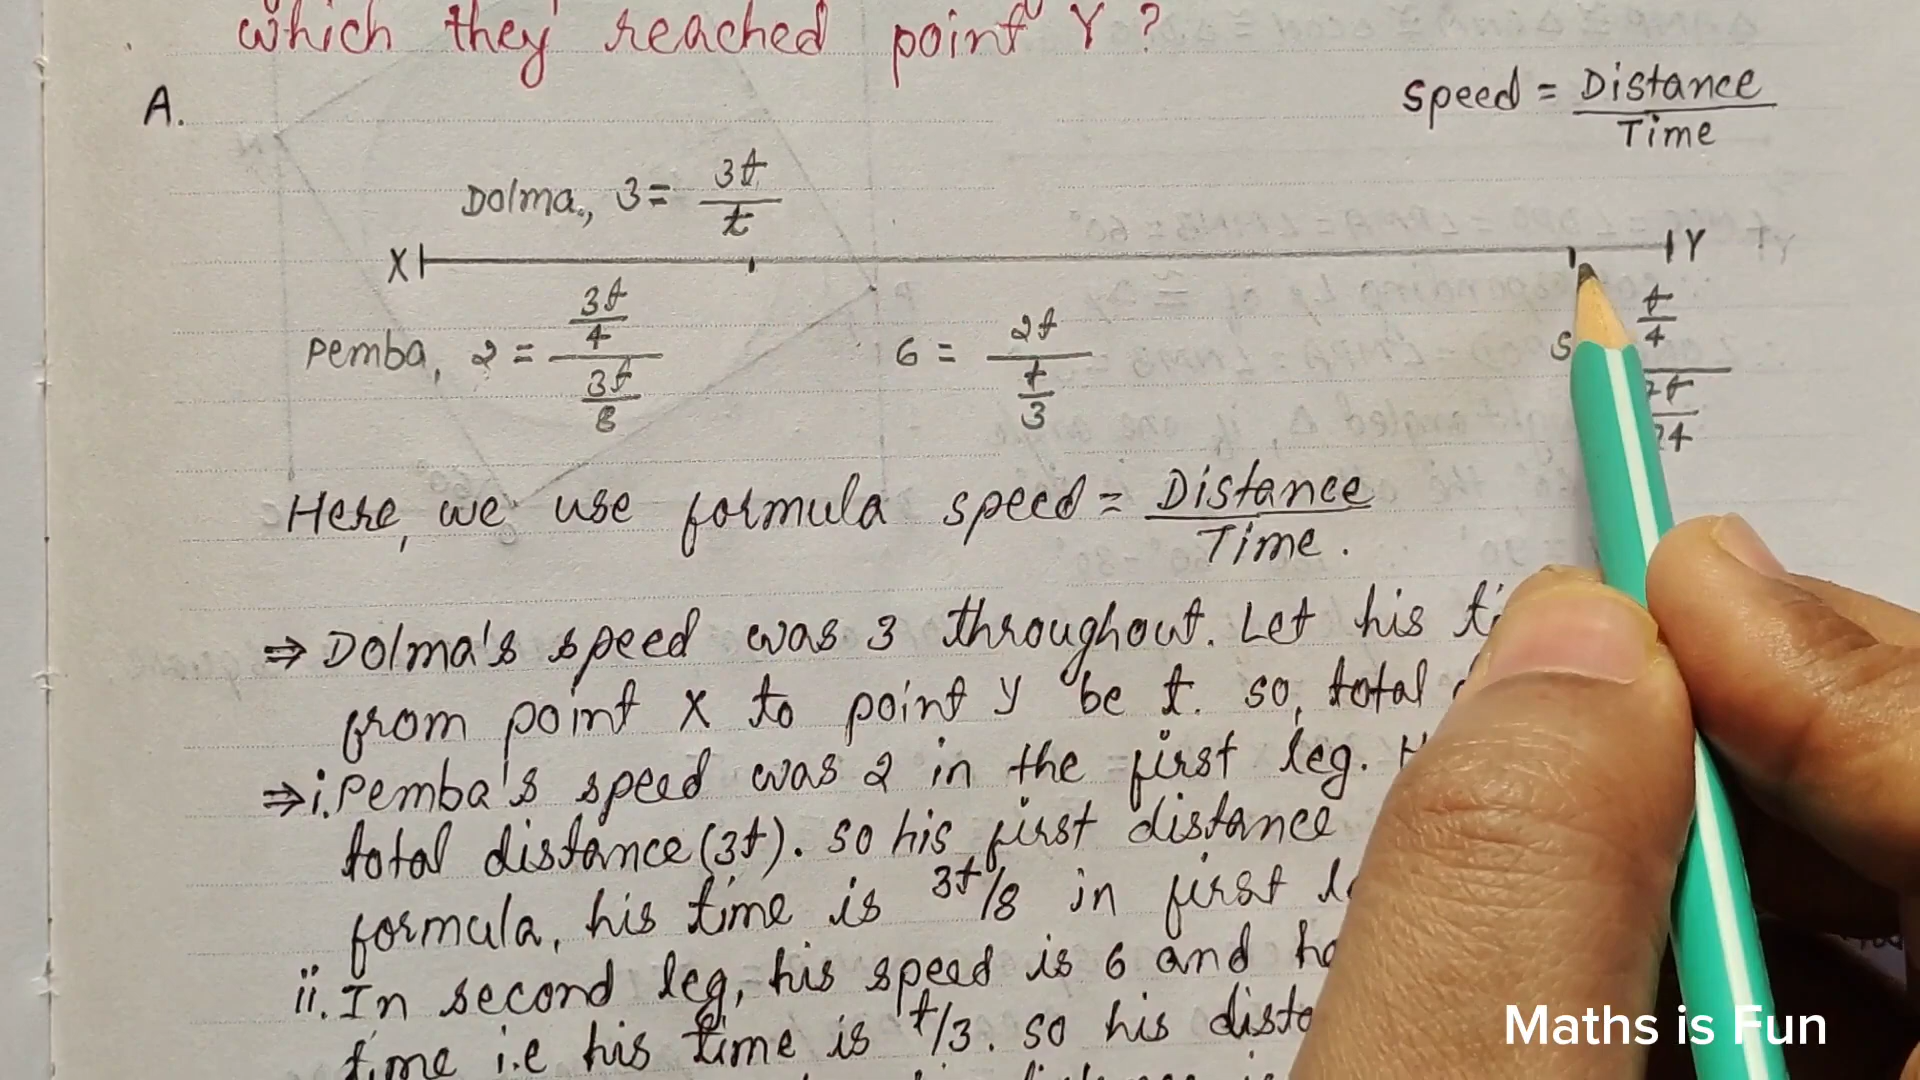 which they reached point Y ?
A.
Speed = Distance / Time
Dolma, 3 = 3t / t
X Y
Pemba, 2 = 3t/4 / 3t/8
6 = 2t / t/3
t/4
24
Here, we use formula speed = Distance / Time.
⇒ Dolma's speed was 3 throughout. Let his
from point X to point Y be t. So, total
⇒ i. Pemba's speed was 2 in the first leg.
total distance (3t). So his first distance
formula, his time is 3t/8 in first
ii. In second leg, his speed is 6 and
time i.e his time is t/3. So his
Maths is Fun